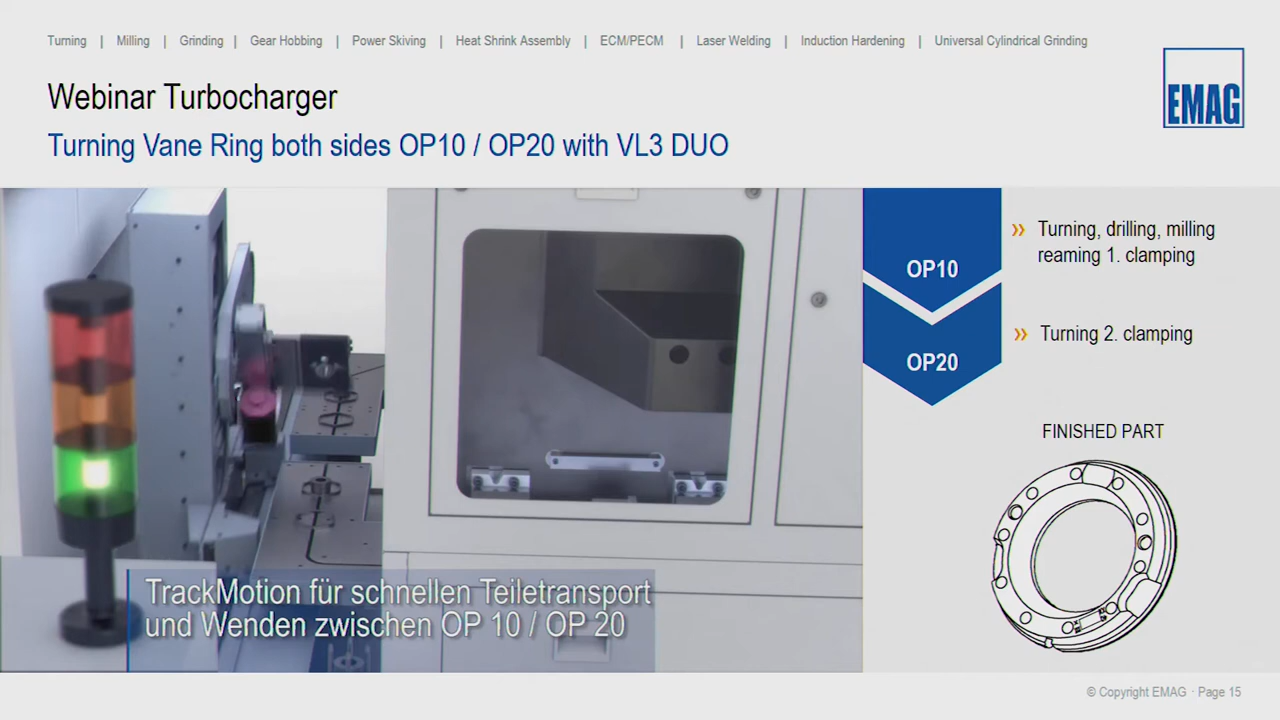 Turning | Milling | Grinding | Gear Hobbing | Power Skiving | Heat Shrink Assembly | ECM/PECM | Laser Welding | Induction Hardening | Universal Cylindrical Grinding
EMAG
Webinar Turbocharger
Turning Vane Ring both sides OP10 / OP20 with VL3 DUO
OP10
Turning, drilling, milling
reaming 1. clamping
OP20
Turning 2. clamping
FINISHED PART
TrackMotion für schnellen Teiletransport
und Wenden zwischen OP 10 / OP 20
© Copyright EMAG · Page 15